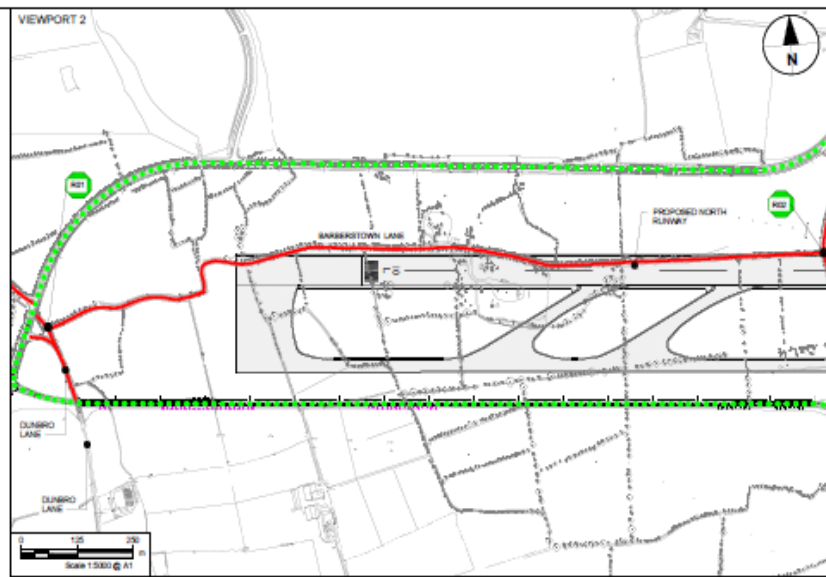 VIEWPORT 2
N
R01
BARBERSTOWN LANE
PROPOSED NORTH
RUNWAY
R02
DUNBRO
LANE
DUNBRO
LANE
0 125 250
m
Scale 1:5000 @ A1